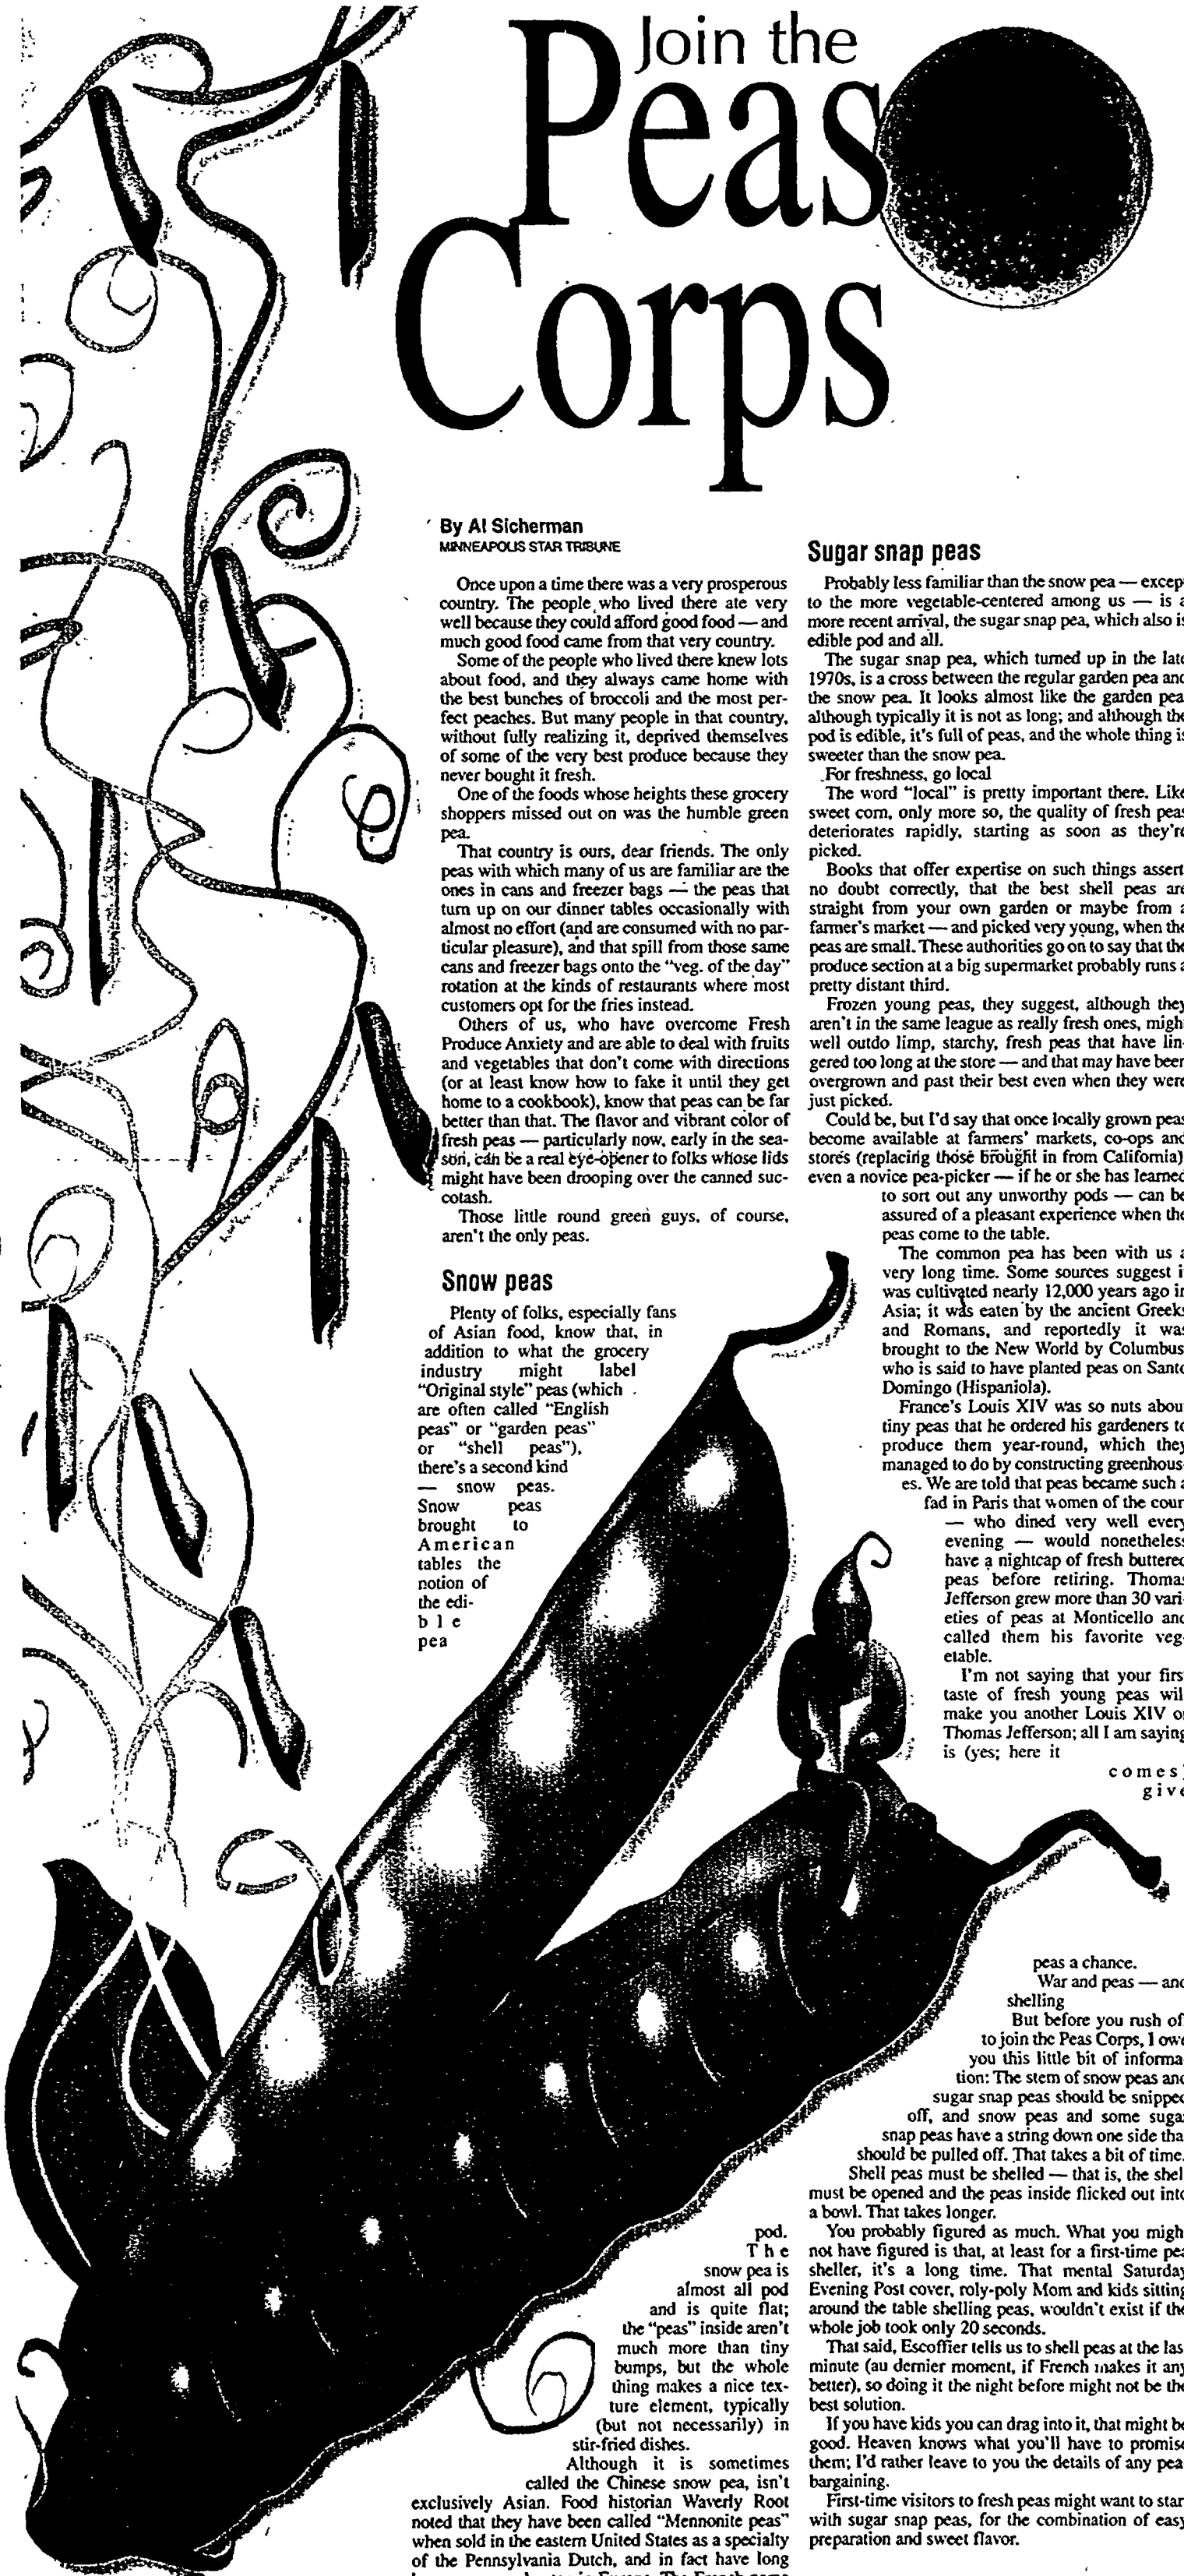 Join the
Peas
Corps
By Al Sicherman
MINNEAPOLIS STAR TRIBUNE
Once upon a time there was a very prosperous
country. The people who lived there ate very
well because they could afford good food — and
much good food came from that very country.
Some of the people who lived there knew lots
about food, and they always came home with
the best bunches of broccoli and the most per-
fect peaches. But many people in that country,
without fully realizing it, deprived themselves
of some of the very best produce because they
never bought it fresh.
One of the foods whose heights these grocery
shoppers missed out on was the humble green
pea.
That country is ours, dear friends. The only
peas with which many of us are familiar are the
ones in cans and freezer bags — the peas that
turn up on our dinner tables occasionally with
almost no effort (and are consumed with no par-
ticular pleasure), and that spill from those same
cans and freezer bags onto the "veg. of the day"
rotation at the kinds of restaurants where most
customers opt for the fries instead.
Others of us, who have overcome Fresh
Produce Anxiety and are able to deal with fruits
and vegetables that don't come with directions
(or at least know how to fake it until they get
home to a cookbook), know that peas can be far
better than that. The flavor and vibrant color of
fresh peas — particularly now, early in the sea-
son, can be a real eye-opener to folks whose lids
might have been drooping over the canned suc-
cotash.
Those little round green guys, of course,
aren't the only peas.
Snow peas
Plenty of folks, especially fans
of Asian food, know that, in
addition to what the grocery
industry might label
"Original style" peas (which
are often called "English
peas" or "garden peas"
or "shell peas"),
there's a second kind
— snow peas.
Snow peas
brought to
American
tables the
notion of
the edi-
ble
pea
pod.
The
snow pea is
almost all pod
and is quite flat;
the "peas" inside aren't
much more than tiny
bumps, but the whole
thing makes a nice tex-
ture element, typically
(but not necessarily) in
stir-fried dishes.
Although it is sometimes
called the Chinese snow pea, isn't
exclusively Asian. Food historian Waverly Root
noted that they have been called "Mennonite peas"
when sold in the eastern United States as a specialty
of the Pennsylvania Dutch, and in fact have long
Sugar snap peas
Probably less familiar than the snow pea — excep
to the more vegetable-centered among us — is a
more recent arrival, the sugar snap pea, which also is
edible pod and all.
The sugar snap pea, which turned up in the late
1970s, is a cross between the regular garden pea and
the snow pea. It looks almost like the garden pea
although typically it is not as long; and although the
pod is edible, it's full of peas, and the whole thing is
sweeter than the snow pea.
For freshness, go local
The word "local" is pretty important there. Like
sweet corn, only more so, the quality of fresh peas
deteriorates rapidly, starting as soon as they're
picked.
Books that offer expertise on such things assert
no doubt correctly, that the best shell peas are
straight from your own garden or maybe from a
farmer's market — and picked very young, when the
peas are small. These authorities go on to say that the
produce section at a big supermarket probably runs a
pretty distant third.
Frozen young peas, they suggest, although they
aren't in the same league as really fresh ones, migh
well outdo limp, starchy, fresh peas that have lin-
gered too long at the store — and that may have been
overgrown and past their best even when they were
just picked.
Could be, but I'd say that once locally grown peas
become available at farmers' markets, co-ops and
stores (replacing those brought in from California)
even a novice pea-picker — if he or she has learned
to sort out any unworthy pods — can be
assured of a pleasant experience when the
peas come to the table.
The common pea has been with us a
very long time. Some sources suggest i
was cultivated nearly 12,000 years ago in
Asia; it was eaten by the ancient Greeks
and Romans, and reportedly it was
brought to the New World by Columbus
who is said to have planted peas on Santo
Domingo (Hispaniola).
France's Louis XIV was so nuts abou
tiny peas that he ordered his gardeners to
produce them year-round, which they
managed to do by constructing greenhous-
es. We are told that peas became such a
fad in Paris that women of the cour
— who dined very well every
evening — would nonetheless
have a nightcap of fresh buttered
peas before retiring. Thomas
Jefferson grew more than 30 vari-
eties of peas at Monticello and
called them his favorite veg-
etable.
I'm not saying that your firs
taste of fresh young peas wil
make you another Louis XIV or
Thomas Jefferson; all I am saying
is (yes; here it
comes)
give
peas a chance.
War and peas — and
shelling
But before you rush of
to join the Peas Corps, I owe
you this little bit of informa-
tion: The stem of snow peas and
sugar snap peas should be snipped
off, and snow peas and some sugar
snap peas have a string down one side tha
should be pulled off. That takes a bit of time.
Shell peas must be shelled — that is, the shel
must be opened and the peas inside flicked out into
a bowl. That takes longer.
You probably figured as much. What you migh
not have figured is that, at least for a first-time pea
sheller, it's a long time. That mental Saturday
Evening Post cover, roly-poly Mom and kids sitting
around the table shelling peas, wouldn't exist if the
whole job took only 20 seconds.
That said, Escoffier tells us to shell peas at the las
minute (au dernier moment, if French makes it any
better), so doing it the night before might not be the
best solution.
If you have kids you can drag into it, that might be
good. Heaven knows what you'll have to promise
them; I'd rather leave to you the details of any pea
bargaining.
First-time visitors to fresh peas might want to star
with sugar snap peas, for the combination of easy
preparation and sweet flavor.